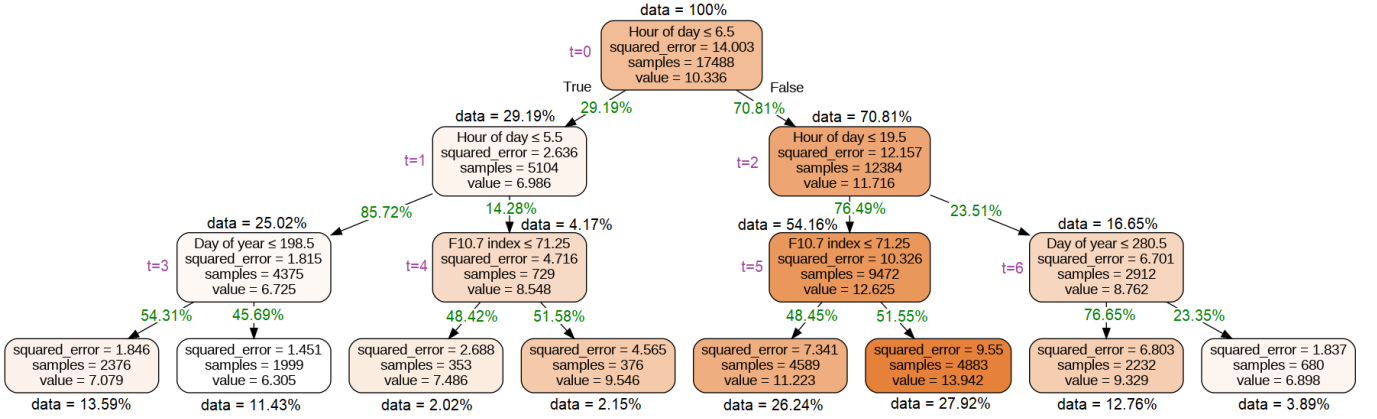 data = 100%
Hour of day ≤ 6.5
squared_error = 14.003
samples = 17488
value = 10.336
t=0
True
False
29.19%
70.81%
data = 29.19%
data = 70.81%
Hour of day ≤ 5.5
squared_error = 2.636
samples = 5104
value = 6.986
t=1
Hour of day ≤ 19.5
squared_error = 12.157
samples = 12384
value = 11.716
t=2
85.72%
14.28%
76.49%
23.51%
data = 25.02%
data = 4.17%
data = 54.16%
data = 16.65%
Day of year ≤ 198.5
squared_error = 1.815
samples = 4375
value = 6.725
t=3
F10.7 index ≤ 71.25
squared_error = 4.716
samples = 729
value = 8.548
t=4
F10.7 index ≤ 71.25
squared_error = 10.326
samples = 9472
value = 12.625
t=5
Day of year ≤ 280.5
squared_error = 6.701
samples = 2912
value = 8.762
t=6
54.31%
45.69%
48.42%
51.58%
48.45%
51.55%
76.65%
23.35%
squared_error = 1.846
samples = 2376
value = 7.079
squared_error = 1.451
samples = 1999
value = 6.305
squared_error = 2.688
samples = 353
value = 7.486
squared_error = 4.565
samples = 376
value = 9.546
squared_error = 7.341
samples = 4589
value = 11.223
squared_error = 9.55
samples = 4883
value = 13.942
squared_error = 6.803
samples = 2232
value = 9.329
squared_error = 1.837
samples = 680
value = 6.898
data = 13.59%
data = 11.43%
data = 2.02%
data = 2.15%
data = 26.24%
data = 27.92%
data = 12.76%
data = 3.89%